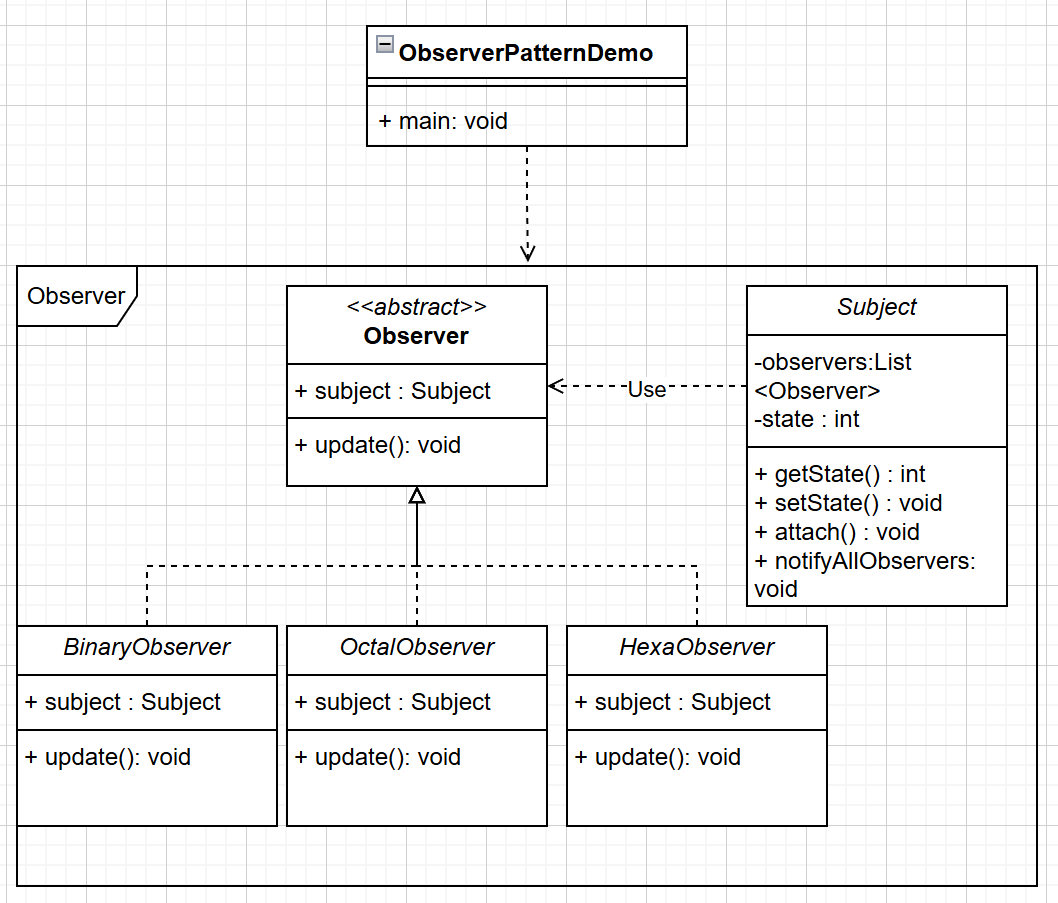 ObserverPatternDemo
+ main: void
Observer
<<abstract>>
Observer
+ subject : Subject
+ update(): void
Use
Subject
-observers:List
<Observer>
-state : int
+ getState() : int
+ setState() : void
+ attach() : void
+ notifyAllObservers:
void
BinaryObserver
+ subject : Subject
+ update(): void
OctalObserver
+ subject : Subject
+ update(): void
HexaObserver
+ subject : Subject
+ update(): void